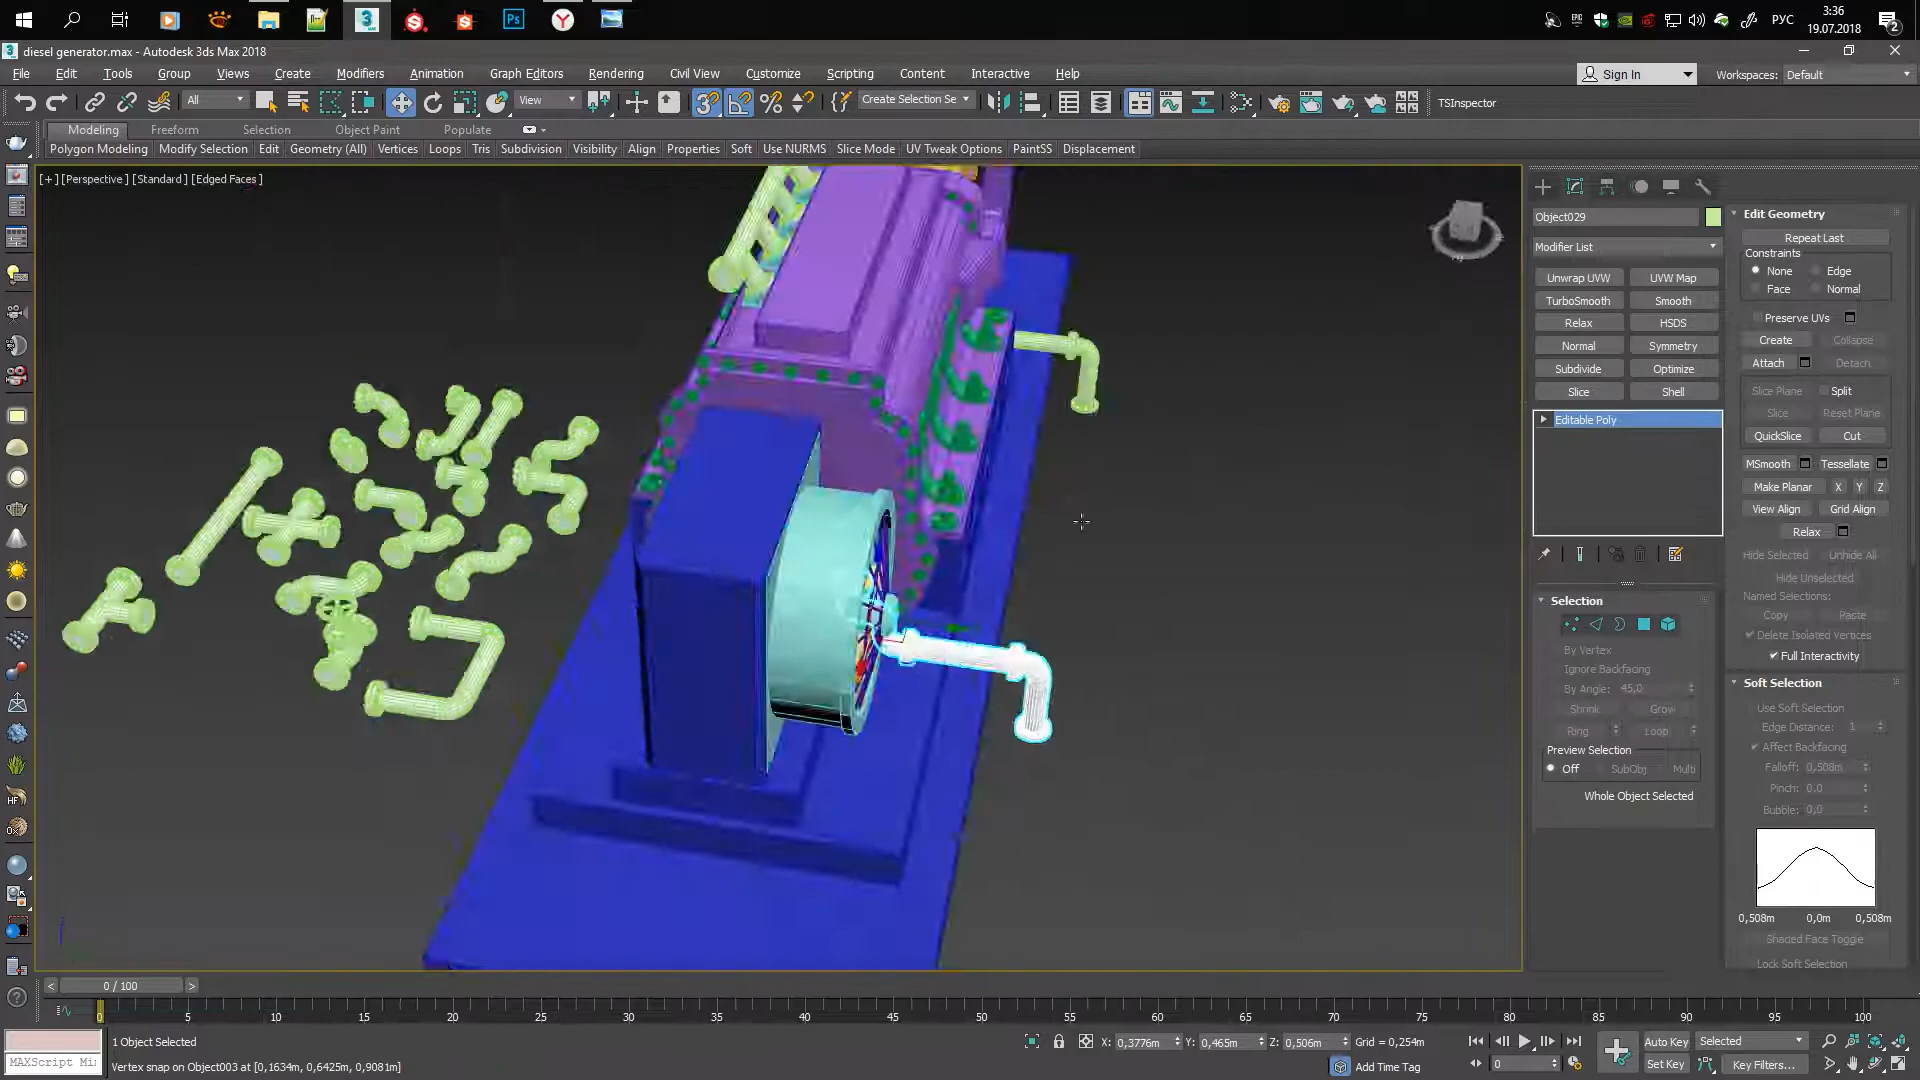 РУС
3:36
19.07.2018
2
diesel generator.max - Autodesk 3ds Max 2018
File Edit Tools Group Views Create Modifiers Animation Graph Editors Rendering Civil View Customize Scripting Content Interactive Help
Sign In
Workspaces: Default
All
View
Create Selection Se
TSInspector
Modeling Freeform Selection Object Paint Populate
Polygon Modeling Modify Selection Edit Geometry (All) Vertices Loops Tris Subdivision Visibility Align Properties Soft Use NURMS Slice Mode UV Tweak Options PaintSS Displacement
[+] [Perspective] [Standard] [Edged Faces]
Object029
Modifier List
Unwrap UVW UVW Map
TurboSmooth Smooth
Relax HSDS
Normal Symmetry
Subdivide Optimize
Slice Shell
Editable Poly
Selection
By Vertex
Ignore Backfacing
By Angle: 45,0
Shrink Grow
Ring Loop
Preview Selection
Off SubObj Multi
Whole Object Selected
Edit Geometry
Repeat Last
Constraints
None Edge
Face Normal
Preserve UVs
Create Collapse
Attach Detach
Slice Plane Split
Slice Reset Plane
QuickSlice Cut
MSmooth Tessellate
Make Planar X Y Z
View Align Grid Align
Relax
Hide Selected Unhide All
Hide Unselected
Named Selections:
Copy Paste
Delete Isolated Vertices
Full Interactivity
Soft Selection
Use Soft Selection
Edge Distance: 1
Affect Backfacing
Falloff: 0,508m
Pinch: 0,0
Bubble: 0,0
0,508m 0,0m 0,508m
Shaded Face Toggle
Lock Soft Selection
< 0 / 100 >
0 5 10 15 20 25 30 35 40 45 50 55 60 65 70 75 80 85 90 95 100
1 Object Selected
X: 0,3776m Y: 0,465m Z: 0,506m Grid = 0,254m
Auto Key Selected
MAXScript Mi
Vertex snap on Object003 at [0,1634m, 0,6425m, 0,9081m]
Add Time Tag
0
Set Key Key Filters...